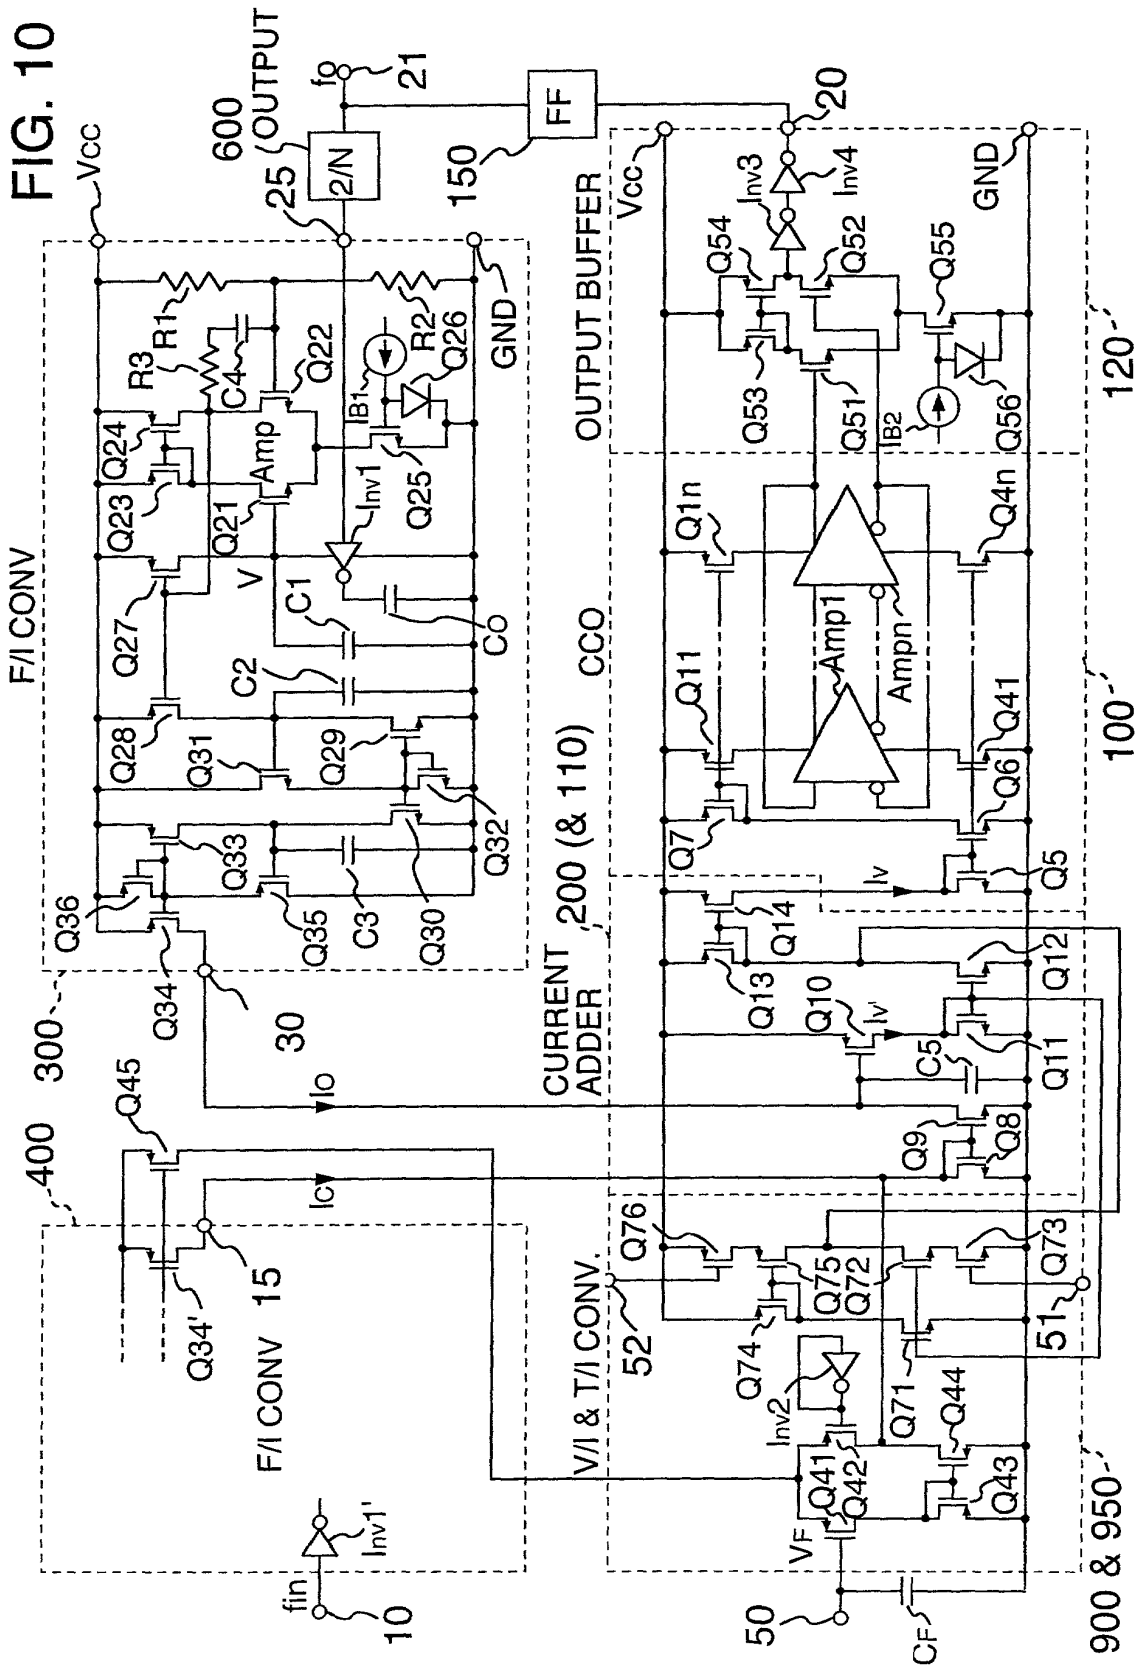 FIG. 10
F/I CONV
Vcc
OUTPUT
fo
21
600
2/N
25
FF
150
GND
R1
R3
C4
R2
Q22
Q24
Q23
Amp
Q21
IB1
Q26
Q25
Inv1
Q27
V
C1
CO
C2
Q28
Q31
Q29
Q32
Q33
Q36
Q35
C3
Q30
Q34
300
30
Q45
400
IO
IC
15
Q34'
F/I CONV
Inv1'
fin
10
OUTPUT BUFFER
Vcc
20
GND
Inv3
Inv4
Q54
Q52
Q55
Q53
Q51
IB2
Q56
120
CCO
Q1n
Q4n
Amp1
Ampn
Q11
Q41
Q7
Q6
100
200 (& 110)
CURRENT
ADDER
IV
Q5
Q14
Q13
Q12
Q10
IV'
Q11
C5
Q9
Q8
V/I & T/I CONV.
Q76
Q75
Q72
Q73
52
51
Q74
Inv2
Q71
Q44
Q41
Q42
Q43
VF
50
CF
900 & 950